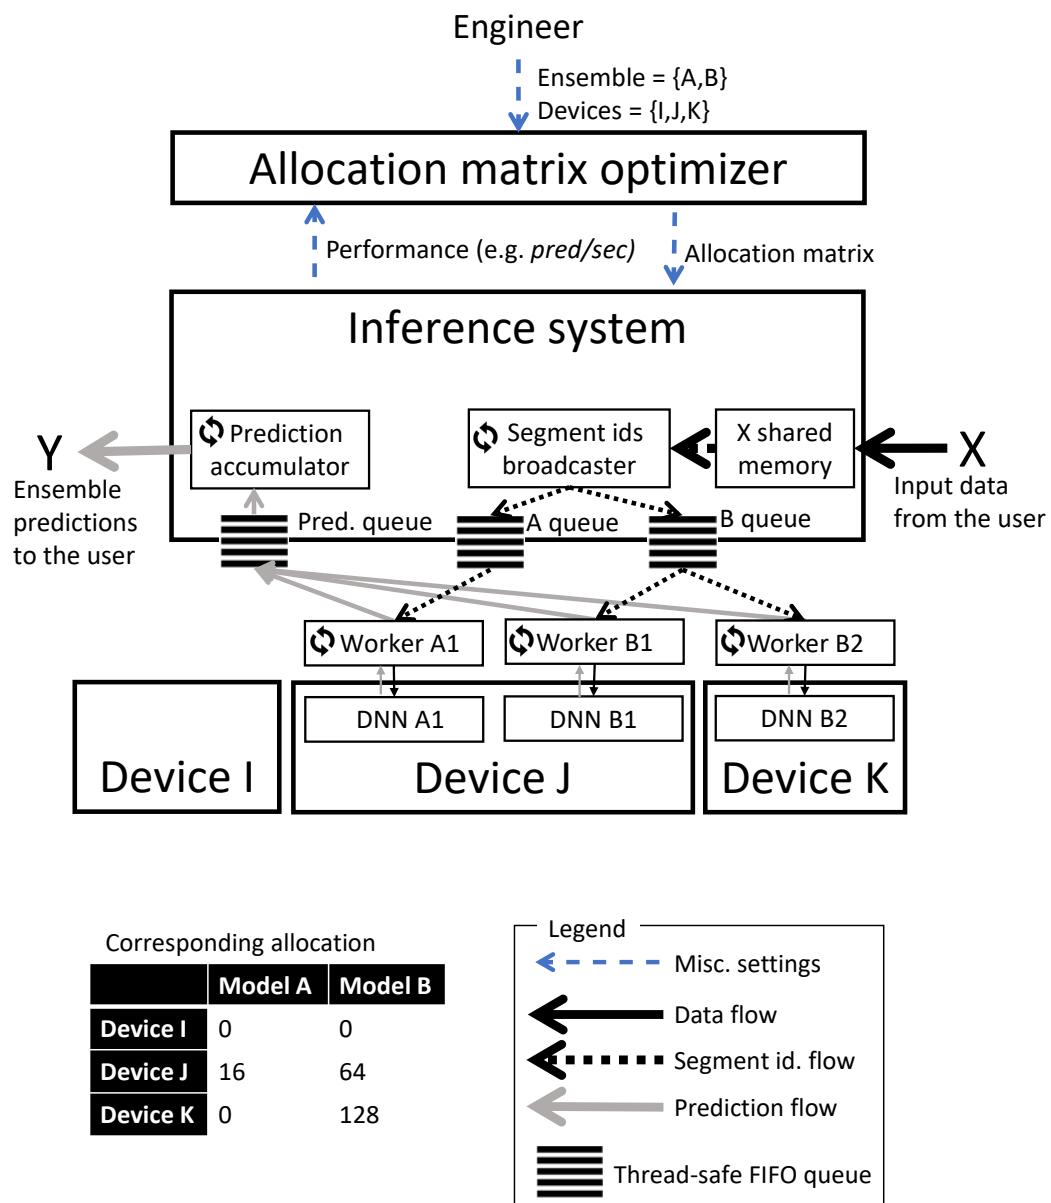 Engineer
Ensemble = {A,B}
Devices = {I,J,K}
Allocation matrix optimizer
Performance (e.g. pred/sec)
Allocation matrix
Inference system
Prediction
accumulator
Segment ids
broadcaster
X shared
memory
Y
Ensemble
predictions
to the user
X
Input data
from the user
Pred. queue
A queue
B queue
Worker A1
Worker B1
Worker B2
DNN A1
DNN B1
DNN B2
Device I
Device J
Device K
Corresponding allocation
Model A Model B
Device I 0 0
Device J 16 64
Device K 0 128
Legend
Misc. settings
Data flow
Segment id. flow
Prediction flow
Thread-safe FIFO queue